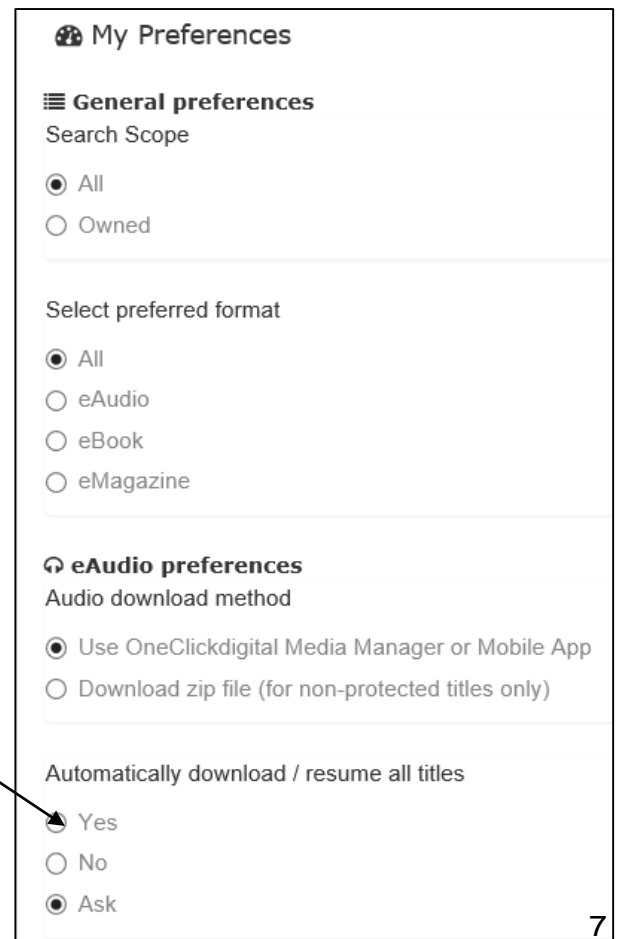 My Preferences
General preferences
Search Scope
All
Owned
Select preferred format
All
eAudio
eBook
eMagazine
eAudio preferences
Audio download method
Use OneClickdigital Media Manager or Mobile App
Download zip file (for non-protected titles only)
Automatically download / resume all titles
Yes
No
Ask
7